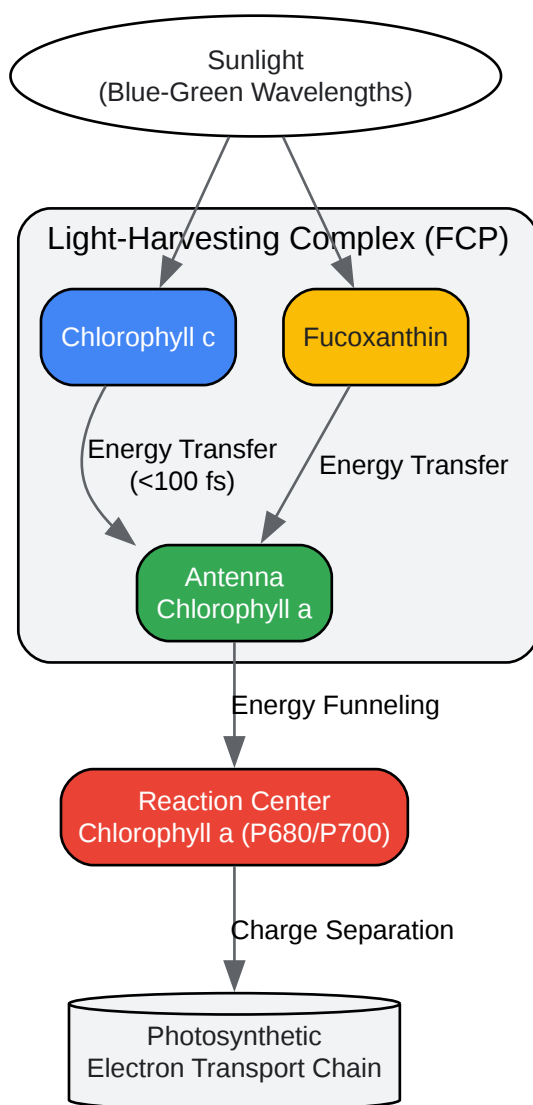 Sunlight
(Blue-Green Wavelengths)
Light-Harvesting Complex (FCP)
Chlorophyll c
Fucoxanthin
Energy Transfer
(<100 fs)
Energy Transfer
Antenna
Chlorophyll a
Energy Funneling
Reaction Center
Chlorophyll a (P680/P700)
Charge Separation
Photosynthetic
Electron Transport Chain